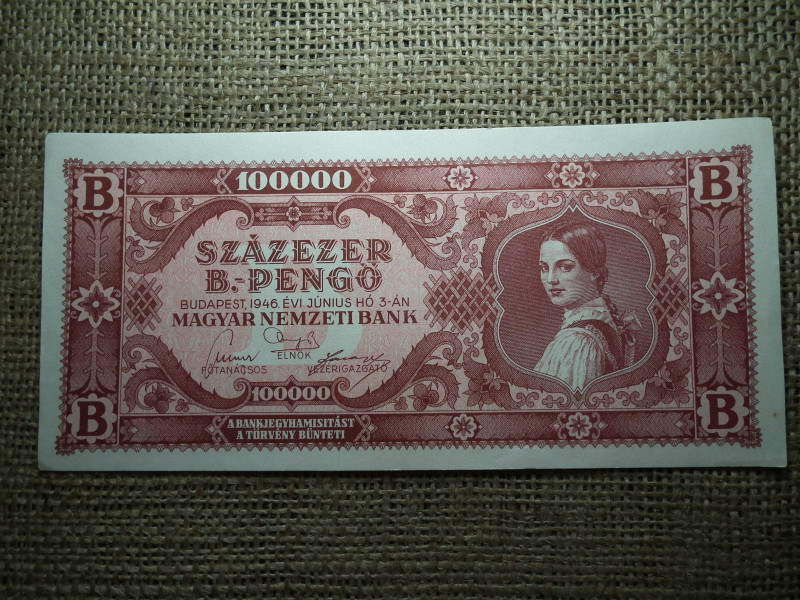 B 100000 B
SZÁZEZER
B.-PENGŐ
BUDAPEST, 1946. ÉVI JÚNIUS HÓ 3-ÁN
MAGYAR NEMZETI BANK
ELNÖK
FŐTANÁCSOS VEZÉRIGAZGATÓ
100000
B B
A BANKJEGYHAMISÍTÁST
A TÖRVÉNY BÜNTETI